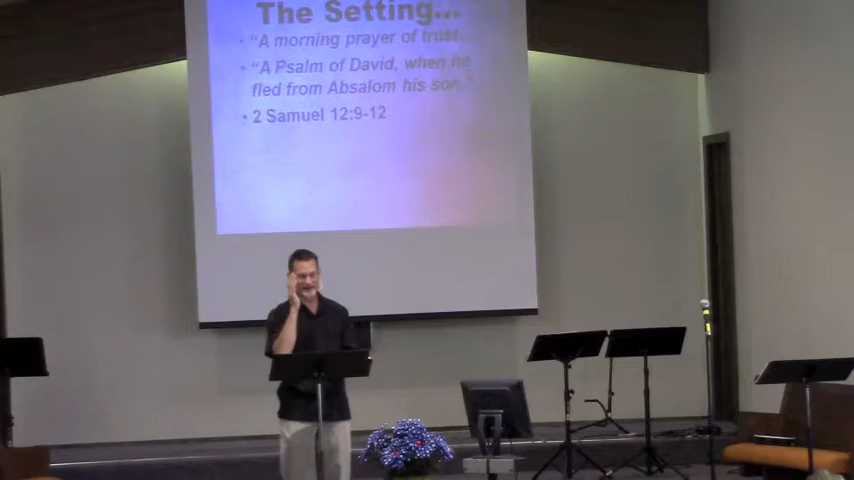 The Setting...
• "A morning prayer of trust.
• "A Psalm of David, when he
fled from Absalom his son."
• 2 Samuel 12:9-12